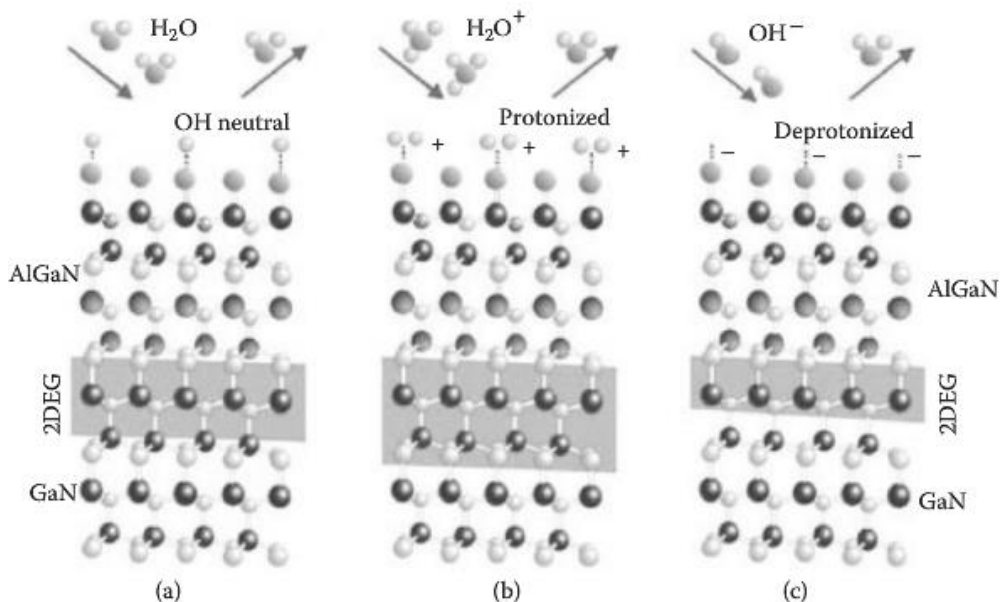 H₂O
OH neutral
AlGaN
2DEG
GaN
(a)
H₂O⁺
Protonized
+
+
+
(b)
OH⁻
Deprotonized
−
−
−
AlGaN
2DEG
GaN
(c)